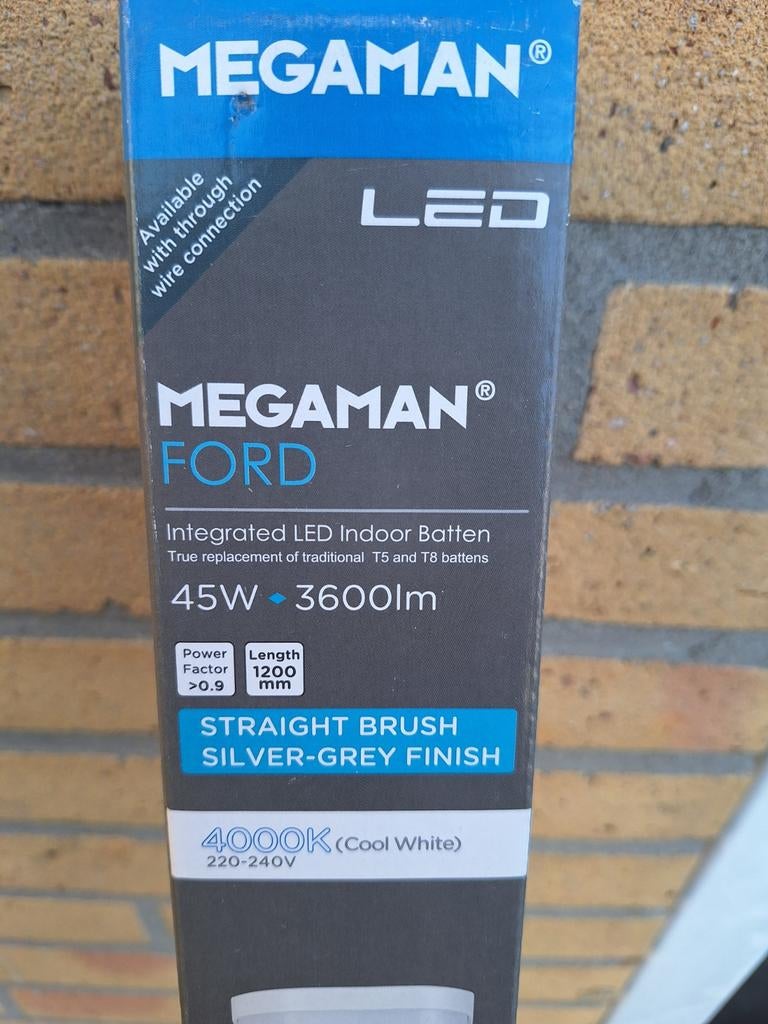 MEGAMAN®
Available
with through
wire connection
LED
MEGAMAN®
FORD
Integrated LED Indoor Batten
True replacement of traditional T5 and T8 battens
45W ◆ 3600lm
Power
Factor
>0.9
Length
1200
mm
STRAIGHT BRUSH
SILVER-GREY FINISH
4000K (Cool White)
220-240V